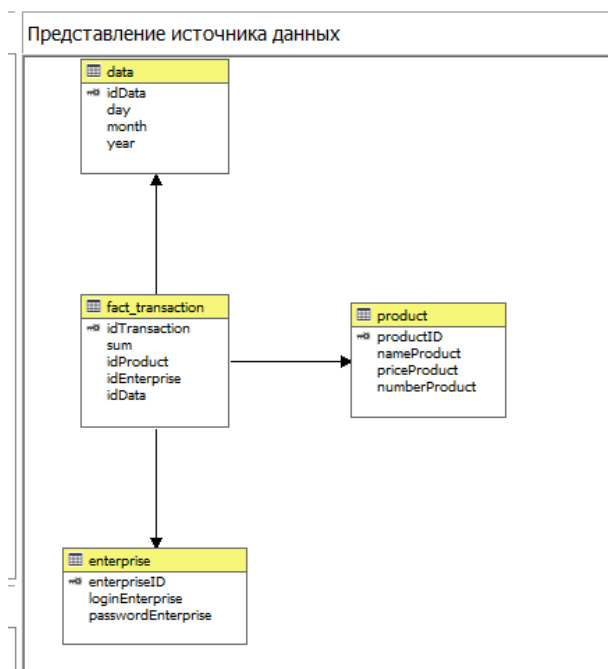 Представление источника данных
data
idData
day
month
year
fact_transaction
idTransaction
sum
idProduct
idEnterprise
idData
product
productID
nameProduct
priceProduct
numberProduct
enterprise
enterpriseID
loginEnterprise
passwordEnterprise